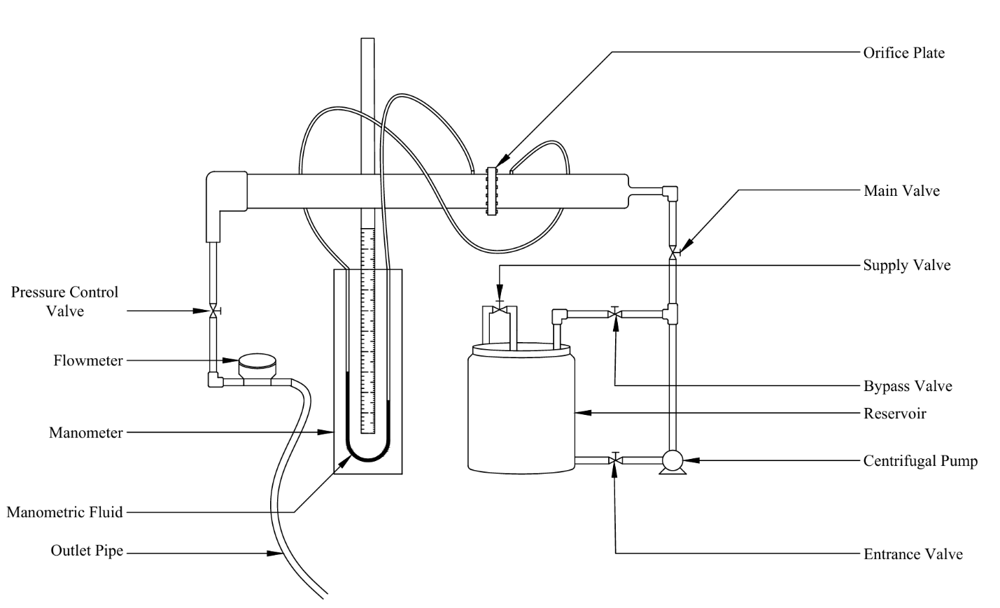 Orifice Plate
Main Valve
Supply Valve
Pressure Control
Valve
Flowmeter
Bypass Valve
Reservoir
Manometer
Centrifugal Pump
Manometric Fluid
Outlet Pipe
Entrance Valve